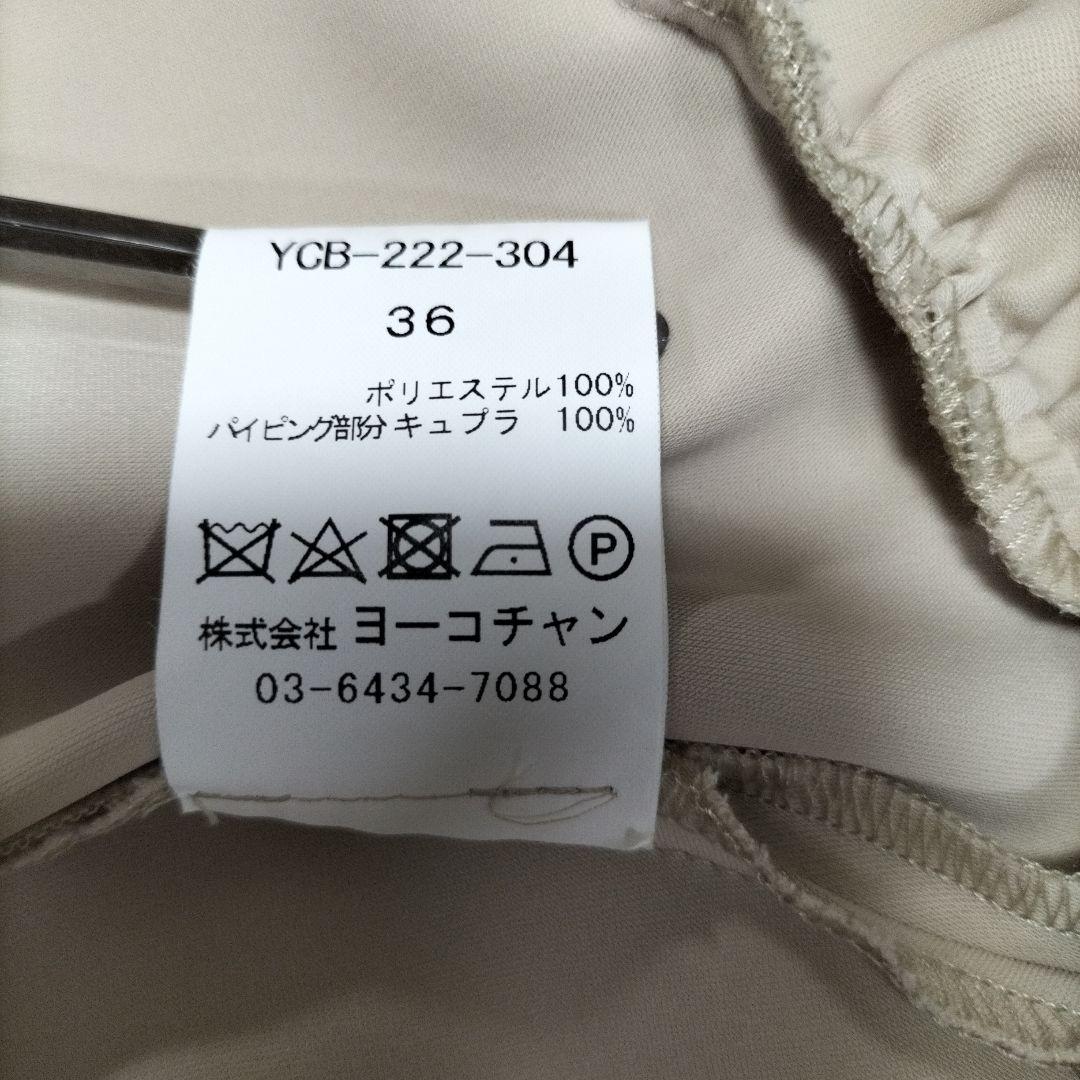 YCB-222-304
36
ポリエステル100%
パイピング部分 キュプラ 100%
P
株式会社 ヨーコチャン
03-6434-7088